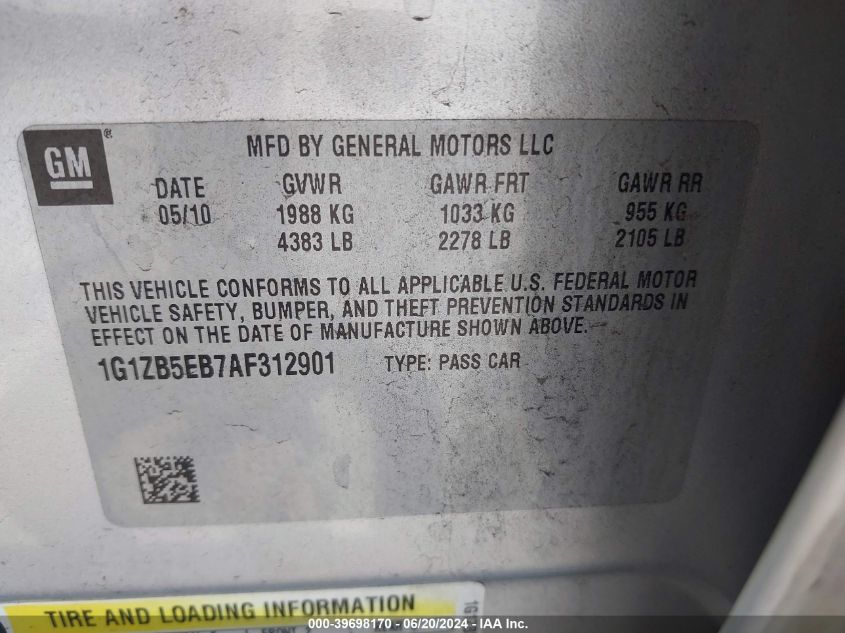 GM®
MFD BY GENERAL MOTORS LLC
DATE GVWR GAWR FRT GAWR RR
05/10 1988 KG 1033 KG 955 KG
4383 LB 2278 LB 2105 LB
THIS VEHICLE CONFORMS TO ALL APPLICABLE U.S. FEDERAL MOTOR
VEHICLE SAFETY, BUMPER, AND THEFT PREVENTION STANDARDS IN
EFFECT ON THE DATE OF MANUFACTURE SHOWN ABOVE.
1G1ZB5EB7AF312901 TYPE: PASS CAR
TIRE AND LOADING INFORMATION
000-39698170 - 06/20/2024 - IAA Inc.